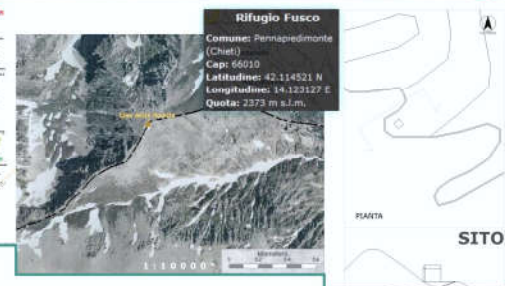 Rifugio Fusco
Comune: Pennapiedimonte
(Chieti)
Cap: 66010
Latitudine: 42.114521 N
Longitudine: 14.123127 E
Quota: 2373 m s.l.m.
1:10000
PIANTA
SITO